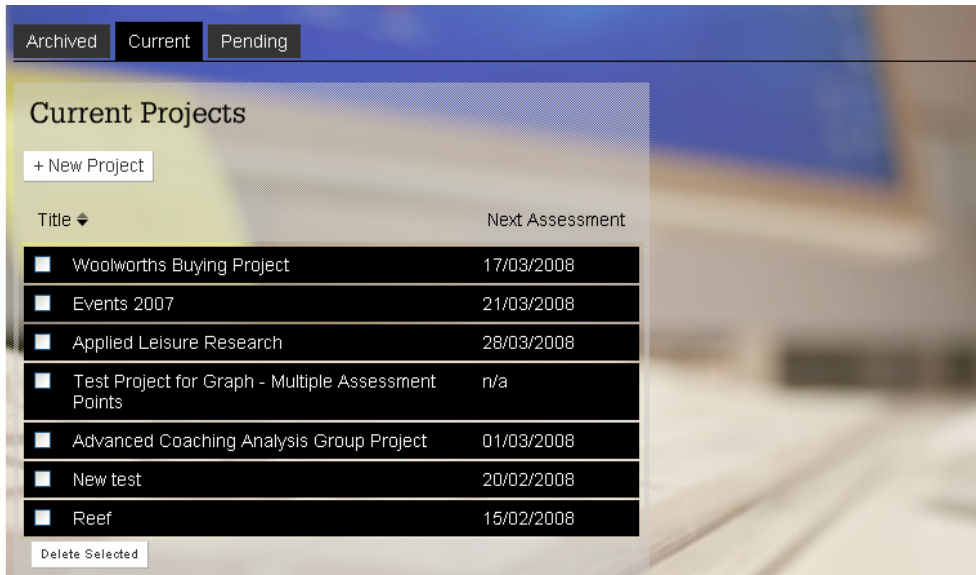 Archived Current Pending
Current Projects
+ New Project
Title Next Assessment
Woolworths Buying Project 17/03/2008
Events 2007 21/03/2008
Applied Leisure Research 28/03/2008
Test Project for Graph - Multiple Assessment n/a
Points
Advanced Coaching Analysis Group Project 01/03/2008
New test 20/02/2008
Reef 15/02/2008
Delete Selected